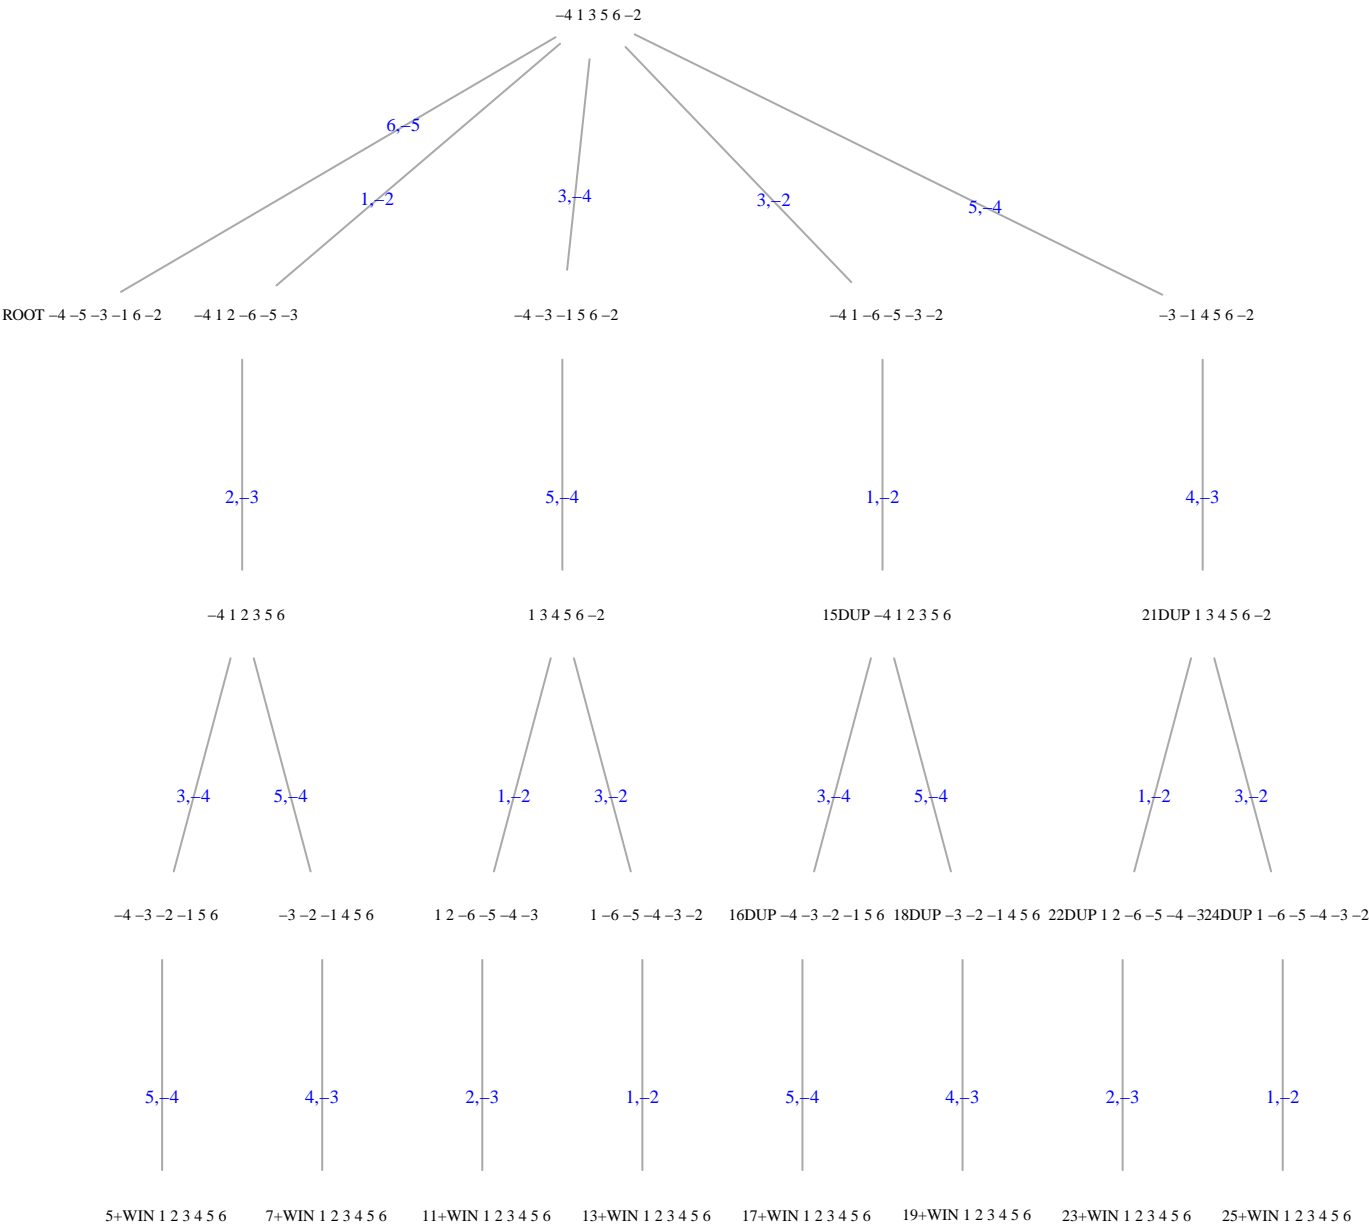 −4 1 3 5 6 −2
6,−5
1,−2
3,−4
3,−2
5,−4
ROOT −4 −5 −3 −1 6 −2
−4 1 2 −6 −5 −3
−4 −3 −1 5 6 −2
−4 1 −6 −5 −3 −2
−3 −1 4 5 6 −2
2,−3
5,−4
1,−2
4,−3
−4 1 2 3 5 6
1 3 4 5 6 −2
15DUP −4 1 2 3 5 6
21DUP 1 3 4 5 6 −2
3,−4
5,−4
1,−2
3,−2
3,−4
5,−4
1,−2
3,−2
−4 −3 −2 −1 5 6
−3 −2 −1 4 5 6
1 2 −6 −5 −4 −3
1 −6 −5 −4 −3 −2
16DUP −4 −3 −2 −1 5 6
18DUP −3 −2 −1 4 5 6
22DUP 1 2 −6 −5 −4 −3
24DUP 1 −6 −5 −4 −3 −2
5,−4
4,−3
2,−3
1,−2
5,−4
4,−3
2,−3
1,−2
5+WIN 1 2 3 4 5 6
7+WIN 1 2 3 4 5 6
11+WIN 1 2 3 4 5 6
13+WIN 1 2 3 4 5 6
17+WIN 1 2 3 4 5 6
19+WIN 1 2 3 4 5 6
23+WIN 1 2 3 4 5 6
25+WIN 1 2 3 4 5 6